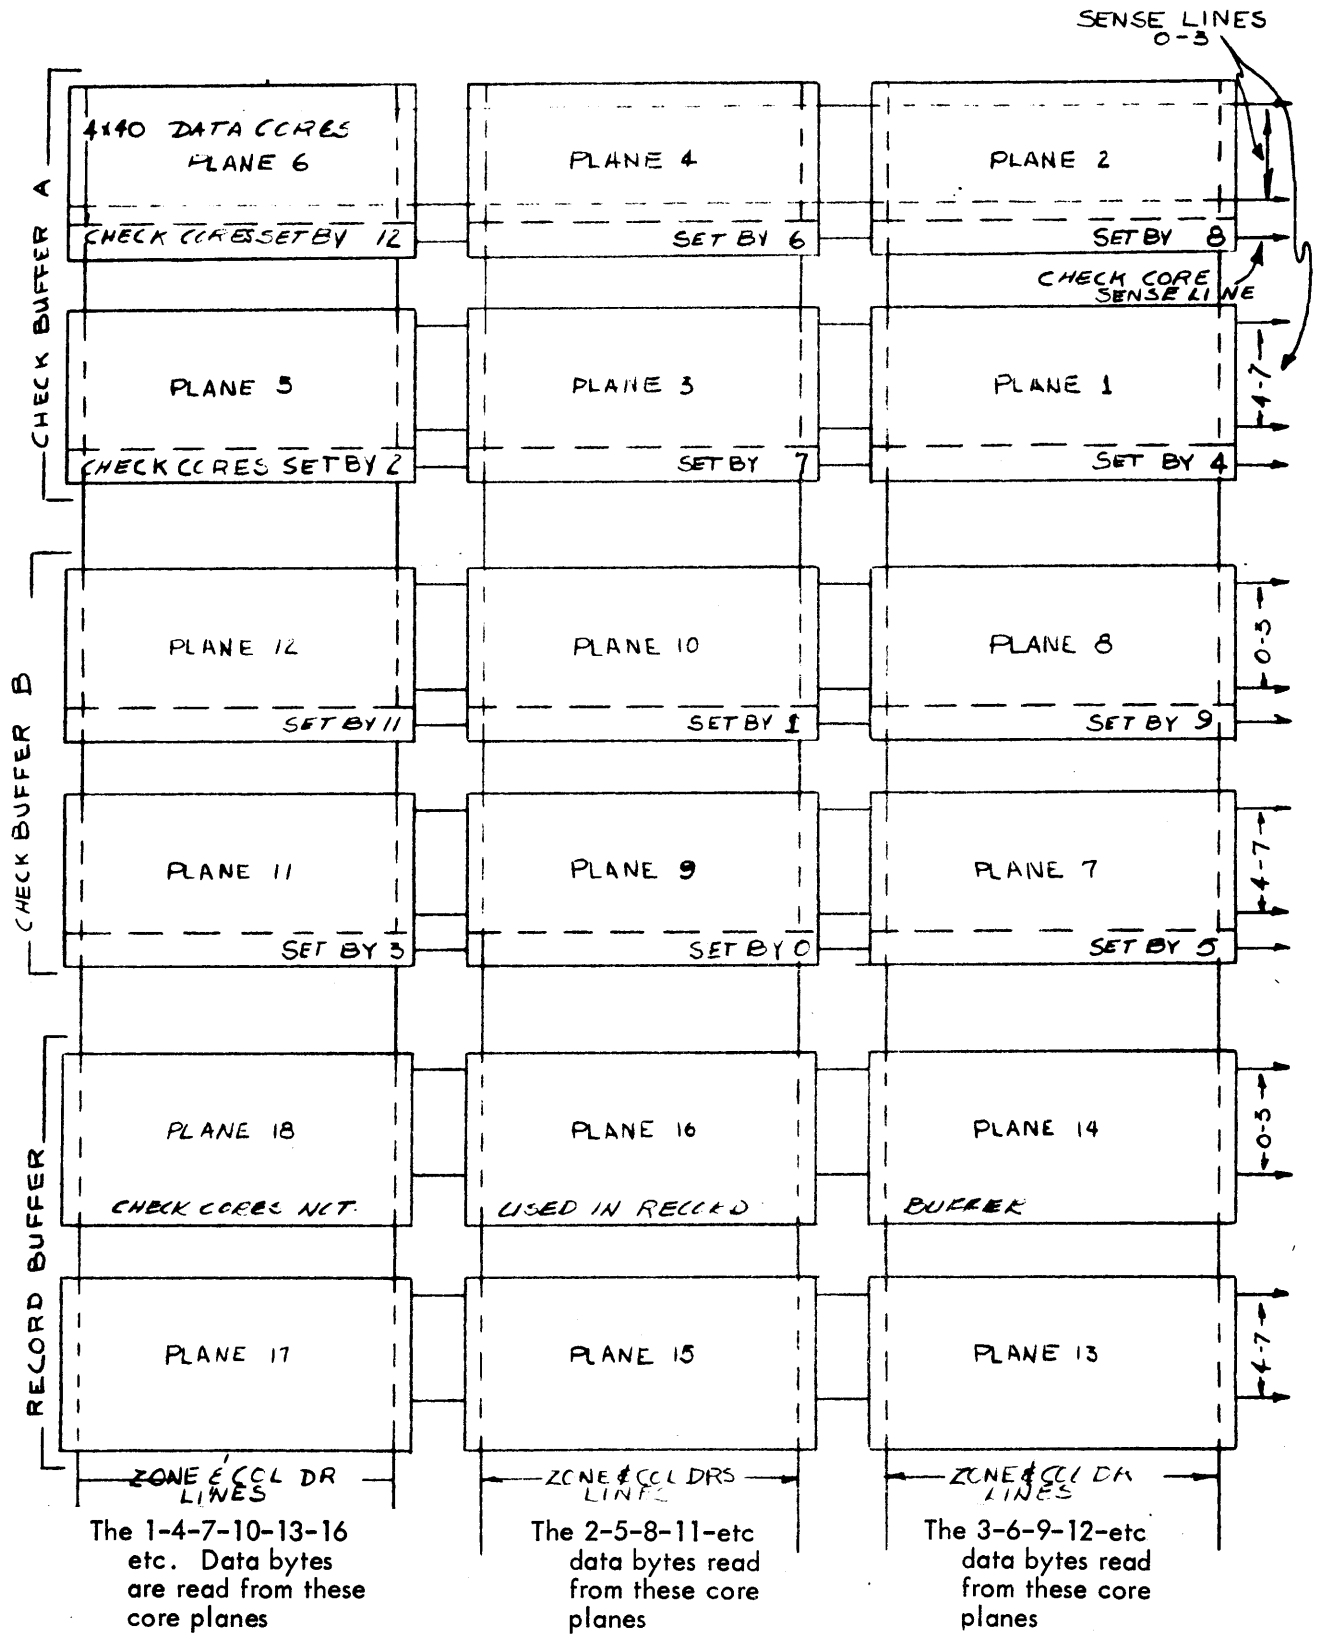 SENSE LINES
0-3
CHECK BUFFER A
4x40 DATA CORES
PLANE 6
CHECK CORES SET BY 12
PLANE 4
SET BY 6
PLANE 2
SET BY 8
CHECK CORE
SENSE LINE
PLANE 5
CHECK CORES SET BY 2
PLANE 3
SET BY 7
PLANE 1
SET BY 4
4-7
CHECK BUFFER B
PLANE 12
SET BY 11
PLANE 10
SET BY 1
PLANE 8
SET BY 9
0-3
PLANE 11
SET BY 3
PLANE 9
SET BY 0
PLANE 7
SET BY 5
4-7
RECORD BUFFER
PLANE 18
CHECK CORES NOT
PLANE 16
USED IN RECORD
PLANE 14
BUFFER
0-3
PLANE 17
PLANE 15
PLANE 13
4-7
ZONE & COL DR
LINES
ZONE & COL DRS
LINES
ZONE & COL DR
LINES
The 1-4-7-10-13-16
etc. Data bytes
are read from these
core planes
The 2-5-8-11-etc
data bytes read
from these core
planes
The 3-6-9-12-etc
data bytes read
from these core
planes